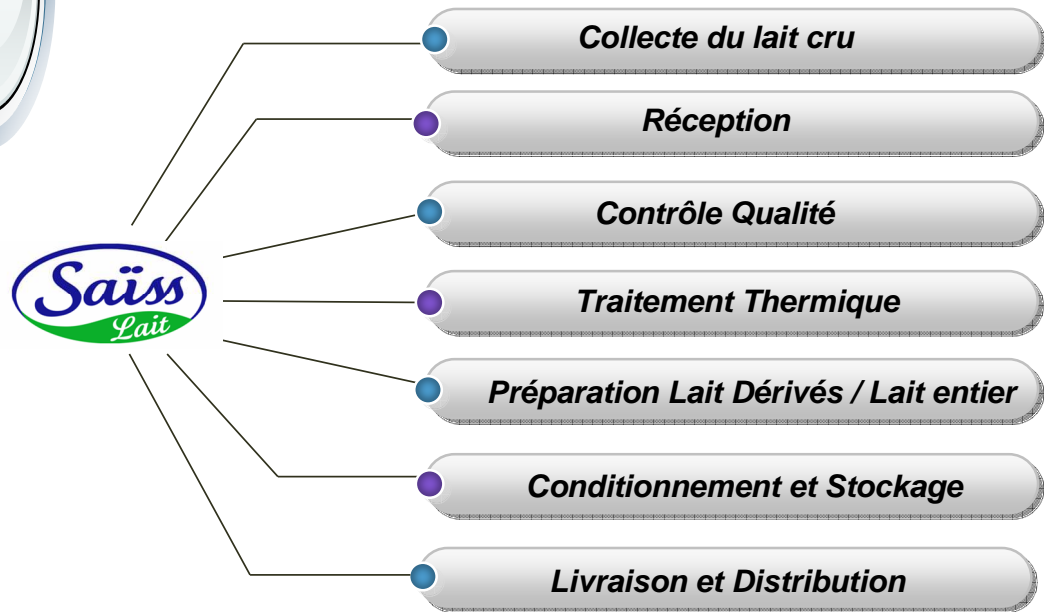 Collecte du lait cru
Réception
Contrôle Qualité
Saïss
Lait
Traitement Thermique
Préparation Lait Dérivés / Lait entier
Conditionnement et Stockage
Livraison et Distribution